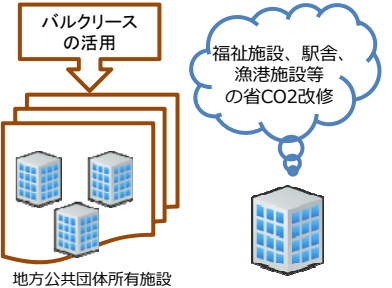 バルクリース
の活用
福祉施設、駅舎、
漁港施設等
の省CO2改修
地方公共団体所有施設